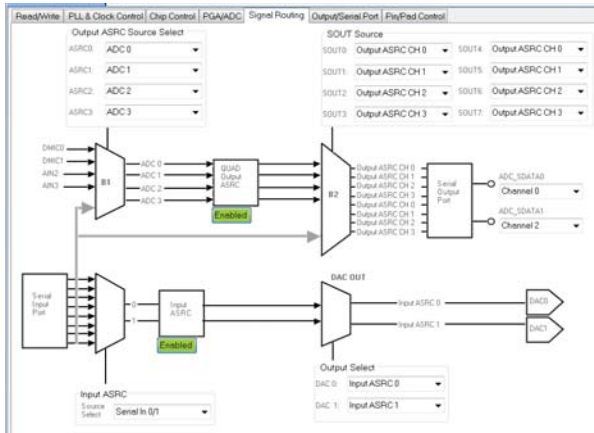 Read/Write PLL & Clock Control Chip Control PGA/ADC Signal Routing Output/Serial Port Pin/Pad Control
Output ASRC Source Select
ASRC0: ADC 0
ASRC1: ADC 1
ASRC2: ADC 2
ASRC3: ADC 3
SOUT Source
SOUT0: Output ASRC CH 0 SOUT4: Output ASRC CH 0
SOUT1: Output ASRC CH 1 SOUT5: Output ASRC CH 1
SOUT2: Output ASRC CH 2 SOUT6: Output ASRC CH 2
SOUT3: Output ASRC CH 3 SOUT7: Output ASRC CH 3
DMIC0
DMIC1
AIN2
AIN3
B1
ADC 0
ADC 1
ADC 2
ADC 3
QUAD
Output
ASRC
Enabled
B2
Output ASRC CH 0
Output ASRC CH 1
Output ASRC CH 2
Output ASRC CH 3
Output ASRC CH 0
Output ASRC CH 1
Output ASRC CH 2
Output ASRC CH 3
Serial
Output
Port
ADC_SDATA0
Channel 0
ADC_SDATA1
Channel 2
Serial
Input
Port
0
1
Input
ASRC
Enabled
DAC OUT
Input ASRC 0
Input ASRC 1
DAC0
DAC1
Input ASRC
Source
Select Serial In 0/1
Output Select
DAC 0: Input ASRC 0
DAC 1: Input ASRC 1